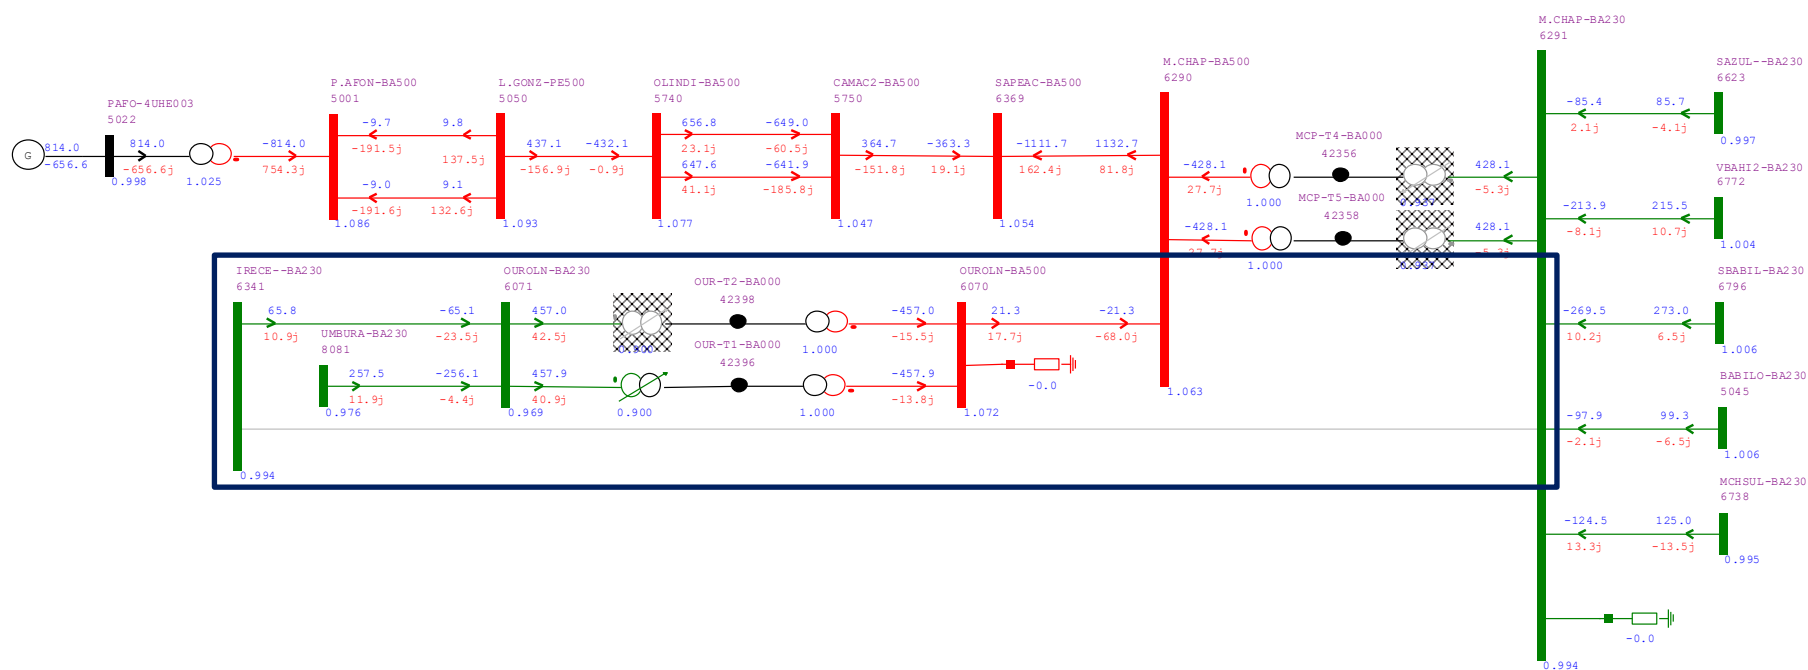 M.CHAP-BA230
6291
SAZUL--BA230
6623
M.CHAP-BA500
6290
P.AFON-BA500
5001
L.GONZ-PE500
5050
OLINDI-BA500
5740
CAMAC2-BA500
5750
SAPEAC-BA500
6369
PAFO-4UHE003
5022
-85.4 85.7
2.1j -4.1j
0.997
-9.7 9.8
-191.5j 137.5j
656.8 -649.0
23.1j -60.5j
MCP-T4-BA000
42356
G
814.0 814.0 -814.0
-656.6 -656.6j 754.3j
0.998 1.025
437.1 -432.1
-156.9j -0.9j
364.7 -363.3
-151.8j 19.1j
-1111.7 1132.7
162.4j 81.8j
-428.1 428.1
27.7j -5.3j
1.000
VBAHI2-BA230
6772
-9.0 9.1
-191.6j 132.6j
647.6 -641.9
41.1j -185.8j
MCP-T5-BA000
42358
1.086
1.093
1.077
1.047
1.054
-213.9 215.5
-8.1j 10.7j
1.004
-428.1 428.1
1.000
IRECE--BA230
6341
OUROLN-BA230
6071
OUR-T2-BA000
42398
OUROLN-BA500
6070
SBABIL-BA230
6796
65.8 -65.1
10.9j -23.5j
457.0 -457.0
42.5j -15.5j
1.000
21.3 -21.3
17.7j -68.0j
-269.5 273.0
10.2j 6.5j
1.006
UMBURA-BA230
8081
OUR-T1-BA000
42396
-0.0
BABILO-BA230
5045
257.5 -256.1
11.9j -4.4j
0.976
457.9 -457.9
40.9j -13.8j
0.969
0.900
1.000
1.072
1.063
-97.9 99.3
-2.1j -6.5j
1.006
0.994
MCHSUL-BA230
6738
-124.5 125.0
13.3j -13.5j
0.995
-0.0
0.994